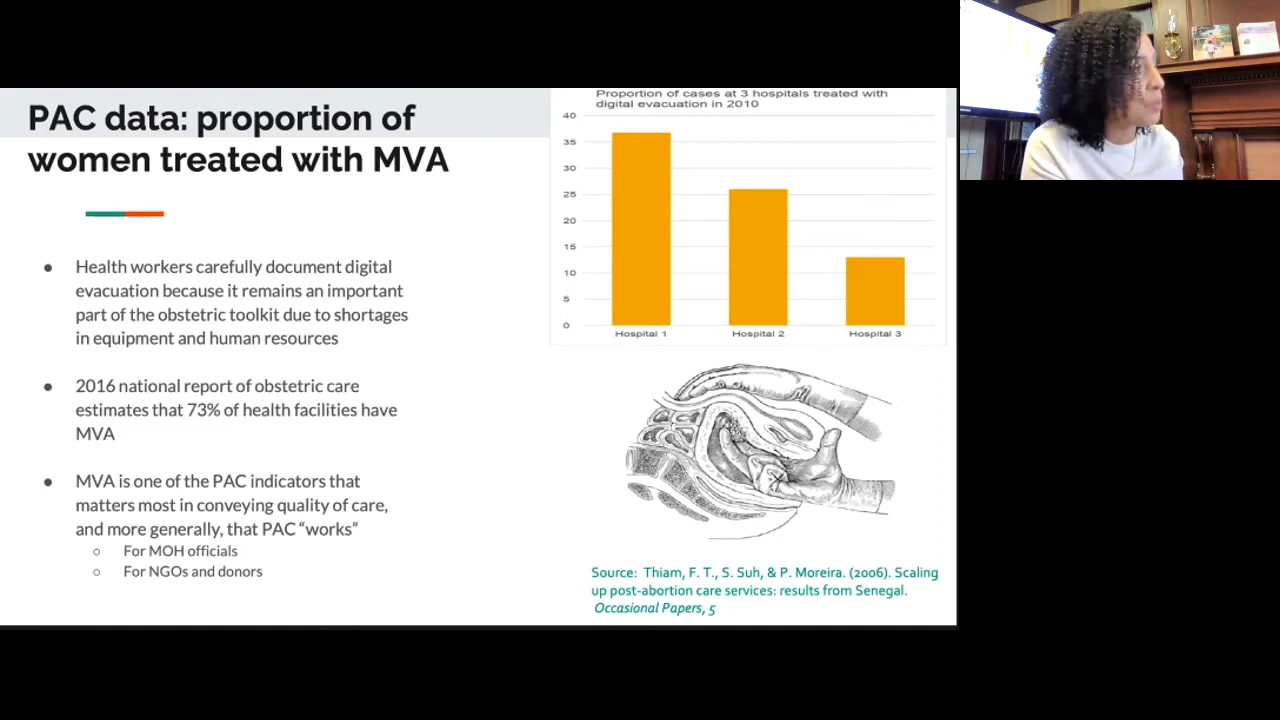 PAC data: proportion of
women treated with MVA
● Health workers carefully document digital
evacuation because it remains an important
part of the obstetric toolkit due to shortages
in equipment and human resources
● 2016 national report of obstetric care
estimates that 73% of health facilities have
MVA
● MVA is one of the PAC indicators that
matters most in conveying quality of care,
and more generally, that PAC “works”
○ For MOH officials
○ For NGOs and donors
Proportion of cases at 3 hospitals treated with
digital evacuation in 2010
40
35
30
25
20
15
10
5
0
Hospital 1
Hospital 2
Hospital 3
Source: Thiam, F. T., S. Suh, & P. Moreira. (2006). Scaling
up post-abortion care services: results from Senegal.
Occasional Papers, 5